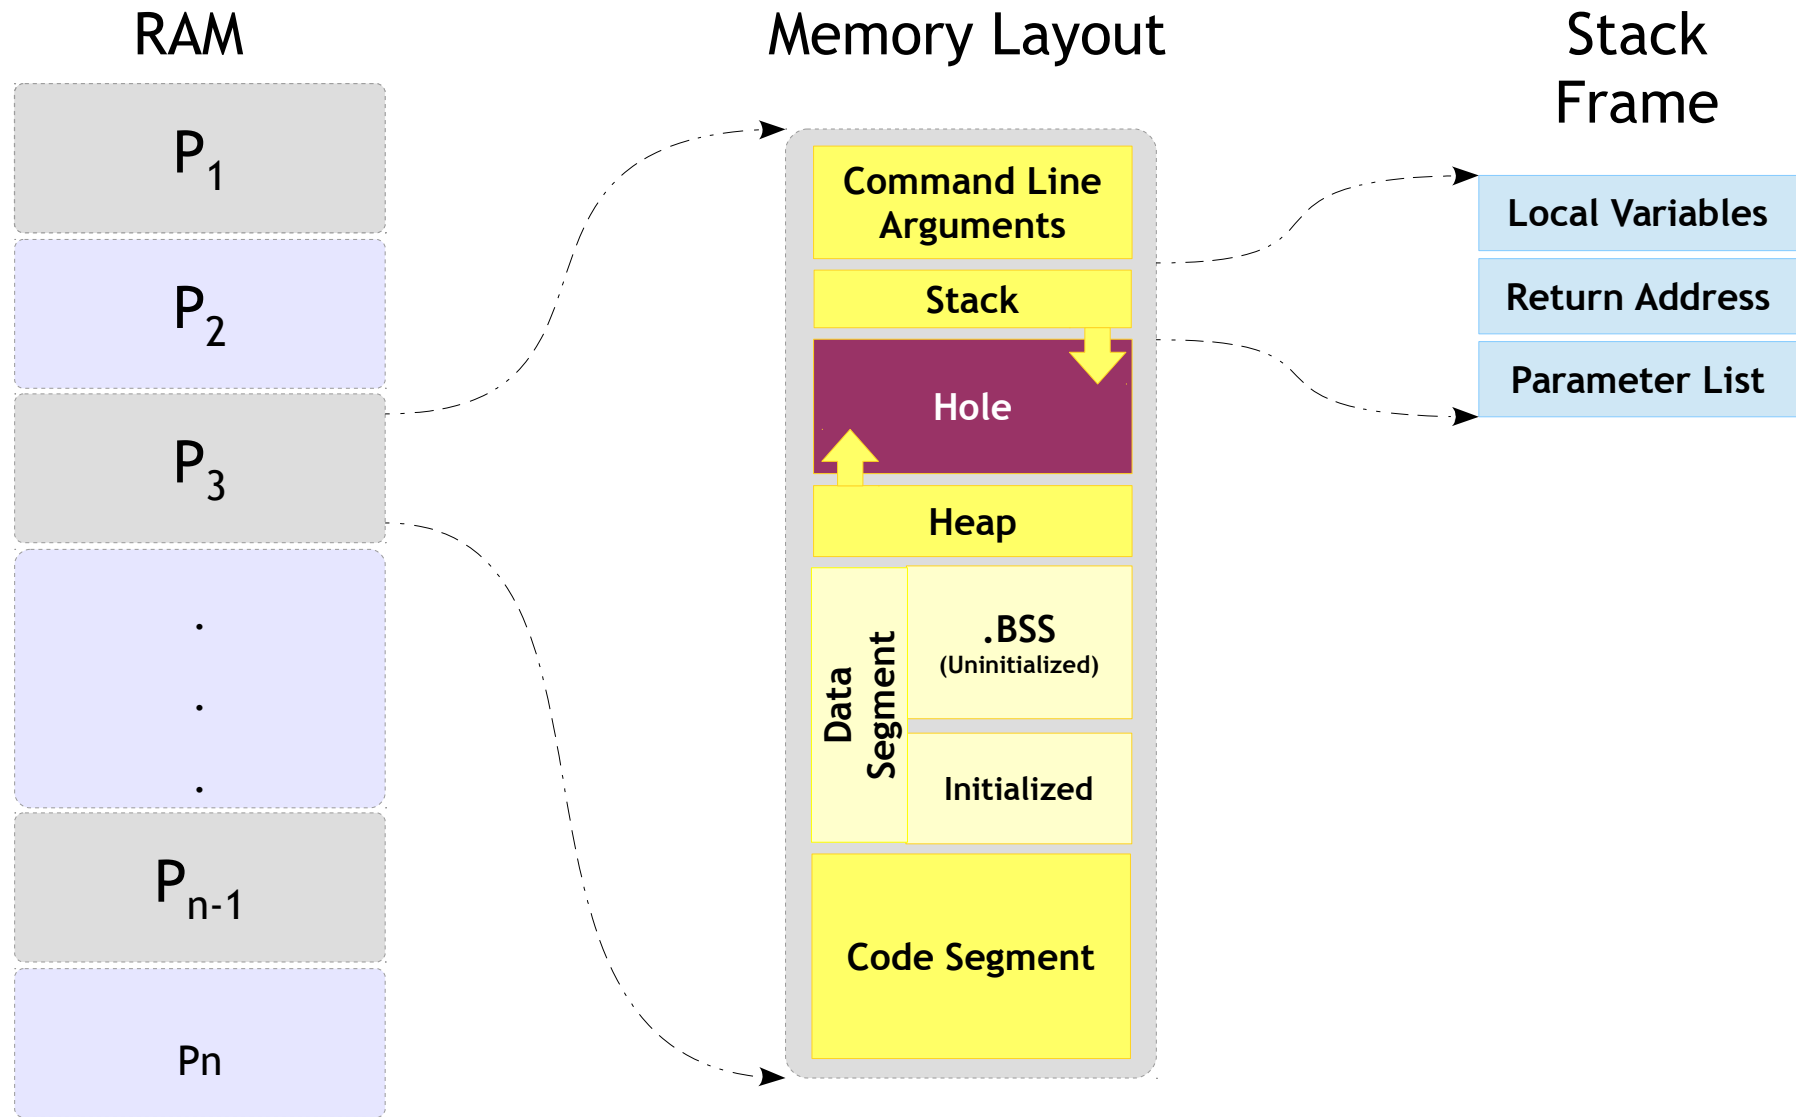 RAM
P1
P2
P3
.
.
.
Pn-1
Pn
Memory Layout
Command Line
Arguments
Stack
Hole
Heap
Data
Segment
.BSS
(Uninitialized)
Initialized
Code Segment
Stack
Frame
Local Variables
Return Address
Parameter List